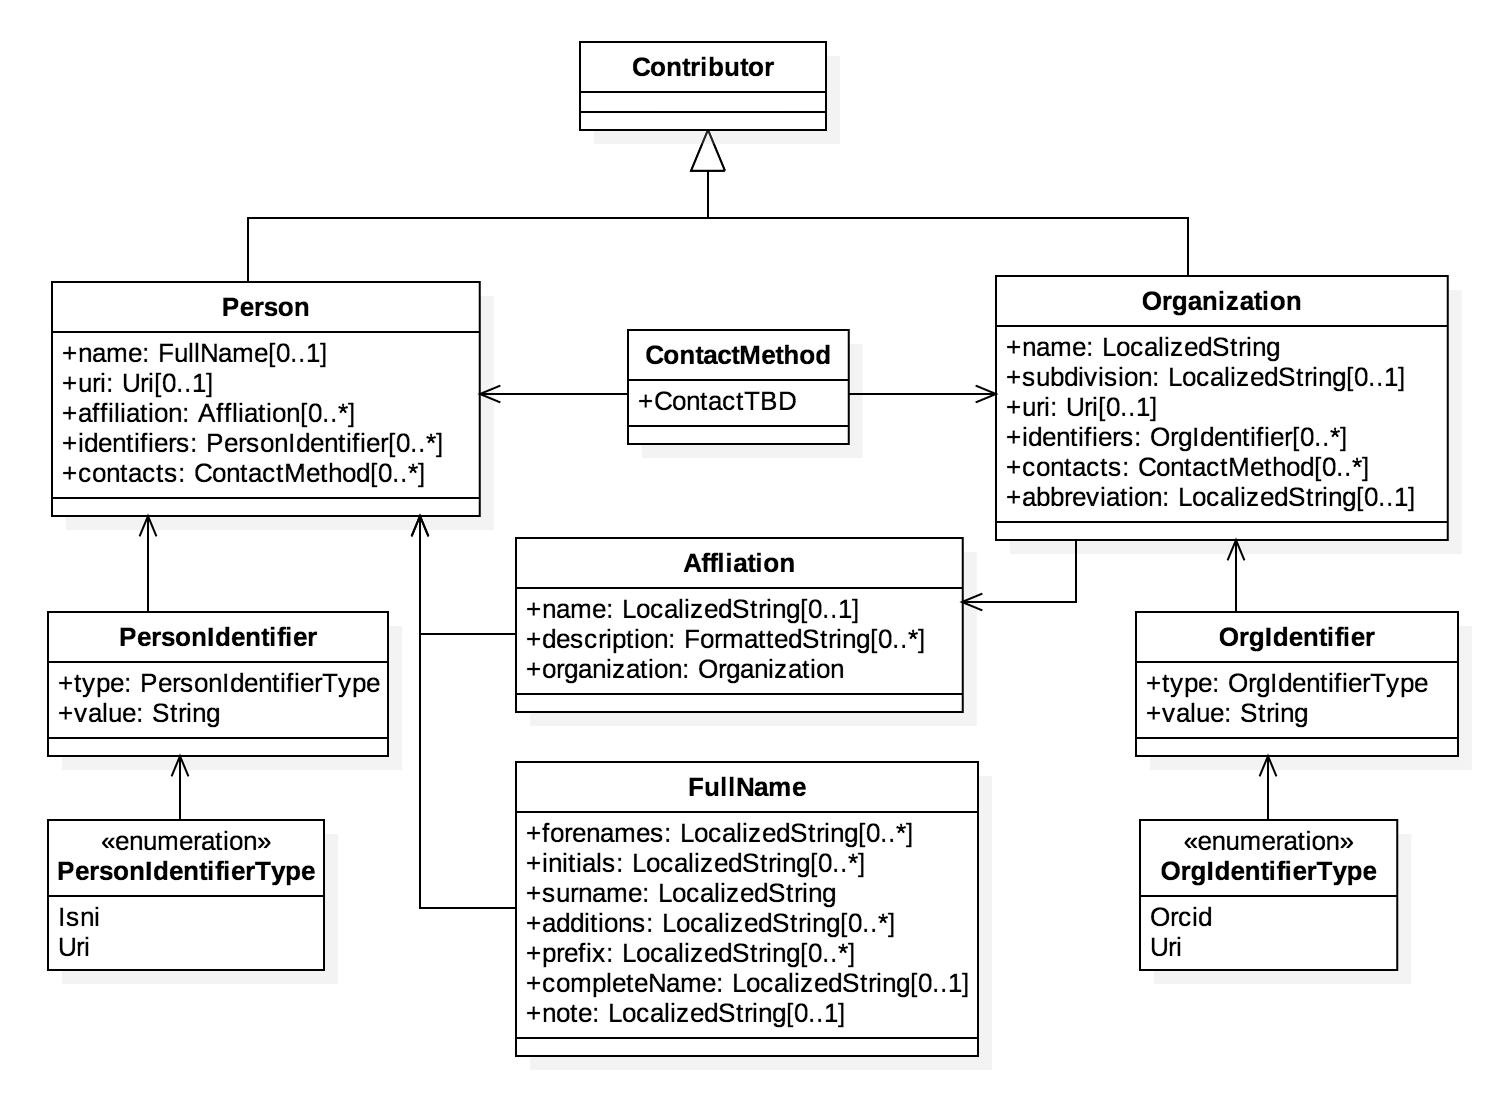 Contributor
Person
+name: FullName[0..1]
+uri: Uri[0..1]
+affiliation: Affliation[0..*]
+identifiers: PersonIdentifier[0..*]
+contacts: ContactMethod[0..*]
ContactMethod
+ContactTBD
Organization
+name: LocalizedString
+subdivision: LocalizedString[0..1]
+uri: Uri[0..1]
+identifiers: OrgIdentifier[0..*]
+contacts: ContactMethod[0..*]
+abbreviation: LocalizedString[0..1]
Affliation
+name: LocalizedString[0..1]
+description: FormattedString[0..*]
+organization: Organization
PersonIdentifier
+type: PersonIdentifierType
+value: String
OrgIdentifier
+type: OrgIdentifierType
+value: String
FullName
+forenames: LocalizedString[0..*]
+initials: LocalizedString[0..*]
+surname: LocalizedString
+additions: LocalizedString[0..*]
+prefix: LocalizedString[0..*]
+completeName: LocalizedString[0..1]
+note: LocalizedString[0..1]
«enumeration»
PersonIdentifierType
Isni
Uri
«enumeration»
OrgIdentifierType
Orcid
Uri